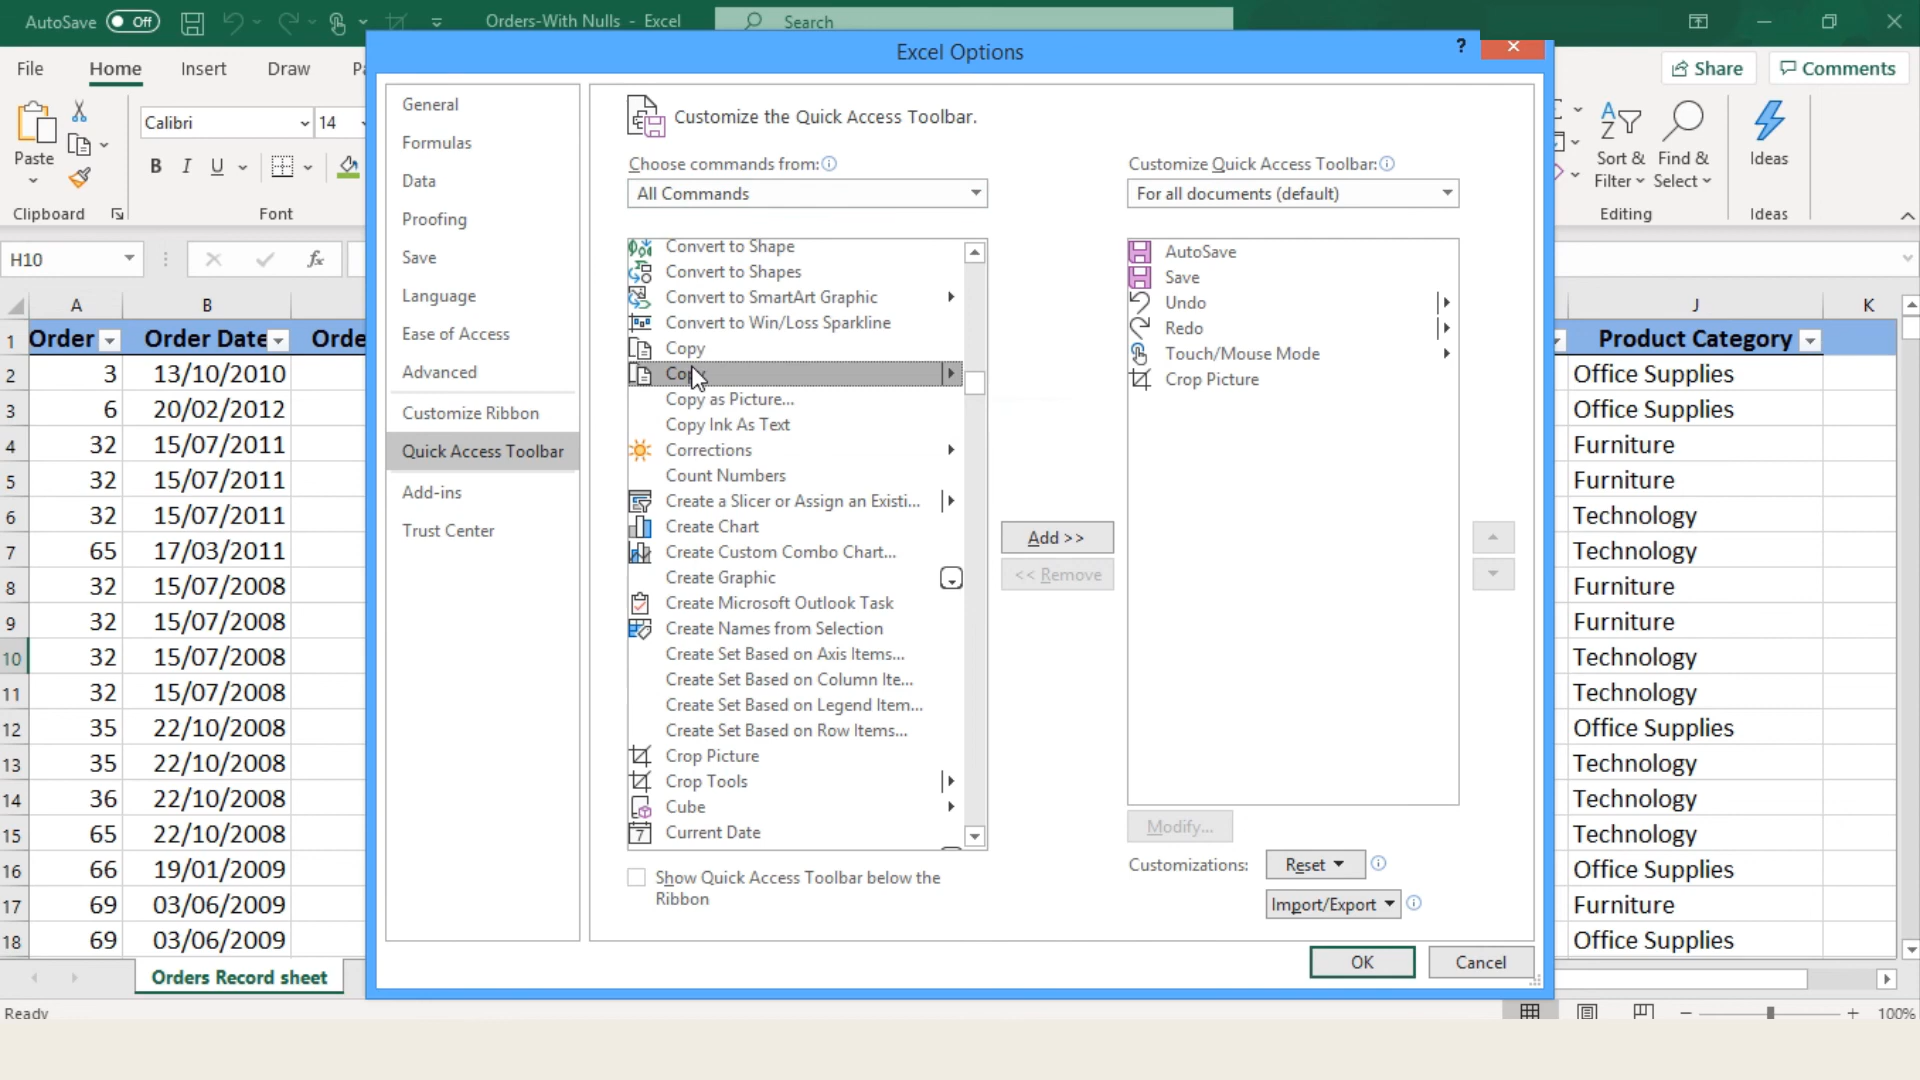 AutoSave Off Orders-With Nulls - Excel Search
File Home Insert Draw
Share Comments
Calibri 14
Paste
B I U
Sort & Filter
Find & Select
Ideas
Clipboard Font Editing Ideas
H10 fx
Excel Options
?
General
Formulas
Data
Proofing
Save
Language
Ease of Access
Advanced
Customize Ribbon
Quick Access Toolbar
Add-ins
Trust Center
Customize the Quick Access Toolbar.
Choose commands from:
All Commands
Convert to Shape
Convert to Shapes
Convert to SmartArt Graphic
Convert to Win/Loss Sparkline
Copy
Copy
Copy as Picture...
Copy Ink As Text
Corrections
Count Numbers
Create a Slicer or Assign an Existi...
Create Chart
Create Custom Combo Chart...
Create Graphic
Create Microsoft Outlook Task
Create Names from Selection
Create Set Based on Axis Items...
Create Set Based on Column Ite...
Create Set Based on Legend Item...
Create Set Based on Row Items...
Crop Picture
Crop Tools
Cube
Current Date
Show Quick Access Toolbar below the
Ribbon
Add >>
<< Remove
Customize Quick Access Toolbar:
For all documents (default)
AutoSave
Save
Undo
Redo
Touch/Mouse Mode
Crop Picture
Modify...
Customizations: Reset
Import/Export
OK Cancel
A B J K
1 Order Order Date Orde Product Category
2 3 13/10/2010 Office Supplies
3 6 20/02/2012 Office Supplies
4 32 15/07/2011 Furniture
5 32 15/07/2011 Furniture
6 32 15/07/2011 Technology
7 65 17/03/2011 Technology
8 32 15/07/2008 Furniture
9 32 15/07/2008 Furniture
10 32 15/07/2008 Technology
11 32 15/07/2008 Technology
12 35 22/10/2008 Office Supplies
13 35 22/10/2008 Technology
14 36 22/10/2008 Technology
15 65 22/10/2008 Technology
16 66 19/01/2009 Office Supplies
17 69 03/06/2009 Furniture
18 69 03/06/2009 Office Supplies
Orders Record sheet
Ready 100%